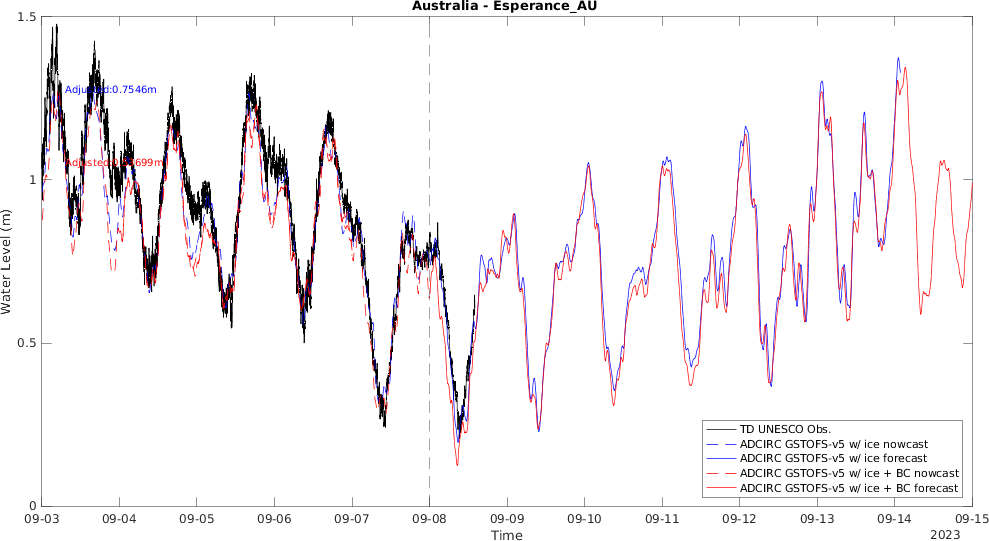 Australia - Esperance_AU
1.5
1
0.5
0
Water Level (m)
Adjusted:0.7546m
TD UNESCO Obs.
ADCIRC GSTOFS-v5 w/ ice nowcast
ADCIRC GSTOFS-v5 w/ ice forecast
ADCIRC GSTOFS-v5 w/ ice + BC nowcast
ADCIRC GSTOFS-v5 w/ ice + BC forecast
09-03 09-04 09-05 09-06 09-07 09-08 09-09 09-10 09-11 09-12 09-13 09-14 09-15
Time
2023